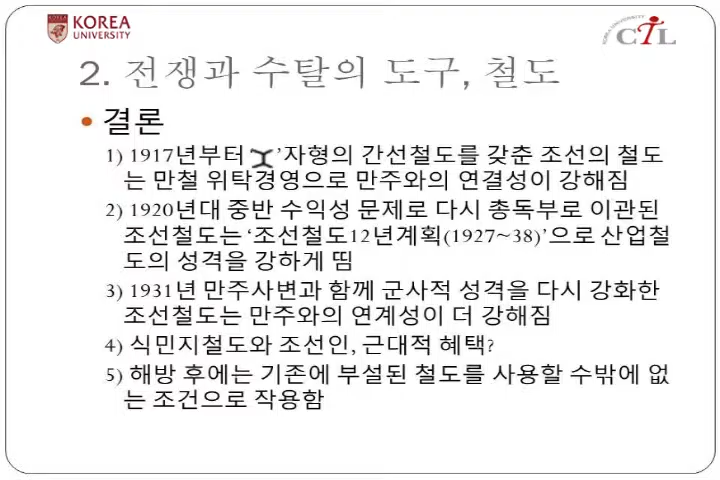 KOREA
UNIVERSITY
KOREA UNIVERSITY
CTL
2. 전쟁과 수탈의 도구, 철도
• 결론
1) 1917년부터 ’자형의 간선철도를 갖춘 조선의 철도
는 만철 위탁경영으로 만주와의 연결성이 강해짐
2) 1920년대 중반 수익성 문제로 다시 총독부로 이관된
조선철도는 ‘조선철도12년계획(1927~38)’으로 산업철
도의 성격을 강하게 띰
3) 1931년 만주사변과 함께 군사적 성격을 다시 강화한
조선철도는 만주와의 연계성이 더 강해짐
4) 식민지철도와 조선인, 근대적 혜택?
5) 해방 후에는 기존에 부설된 철도를 사용할 수밖에 없
는 조건으로 작용함